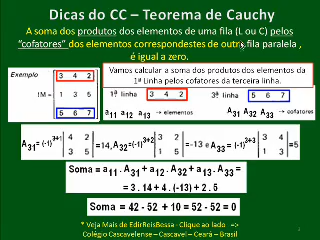 Dicas do CC – Teorema de Cauchy
A soma dos produtos dos elementos de uma fila (L ou C) pelos
“cofatores” dos elementos correspondestes de outra fila paralela ,
é igual a zero.
Exemplo
3 4 2
IM = 1 3 5
5 6 7
Vamos calcular a soma dos produtos dos elementos da
1ª Linha pelos cofatores da terceira linha.
1ª linha 3 4 2
a11 a12 a13 → elementos
3ª linha 5 6 7
A31 A32 A33 → cofatores
A31=(-1)^3+1 |4 2; 3 5| =14, A32=(-1)^3+2 |3 2; 1 5| = -13 e A33 = (-1)^3+3 |3 4; 1 3| =5
Soma = a11 . A31 + a12 . A32 + a13 . A33 =
= 3 . 14 + 4 . (-13) + 2 . 5
Soma = 42 - 52 + 10 = 52 - 52 = 0
* Veja Mais de EdirReisBessa - Clique ao lado =>
Colégio Cascavelense – Cascavel – Ceará – Brasil